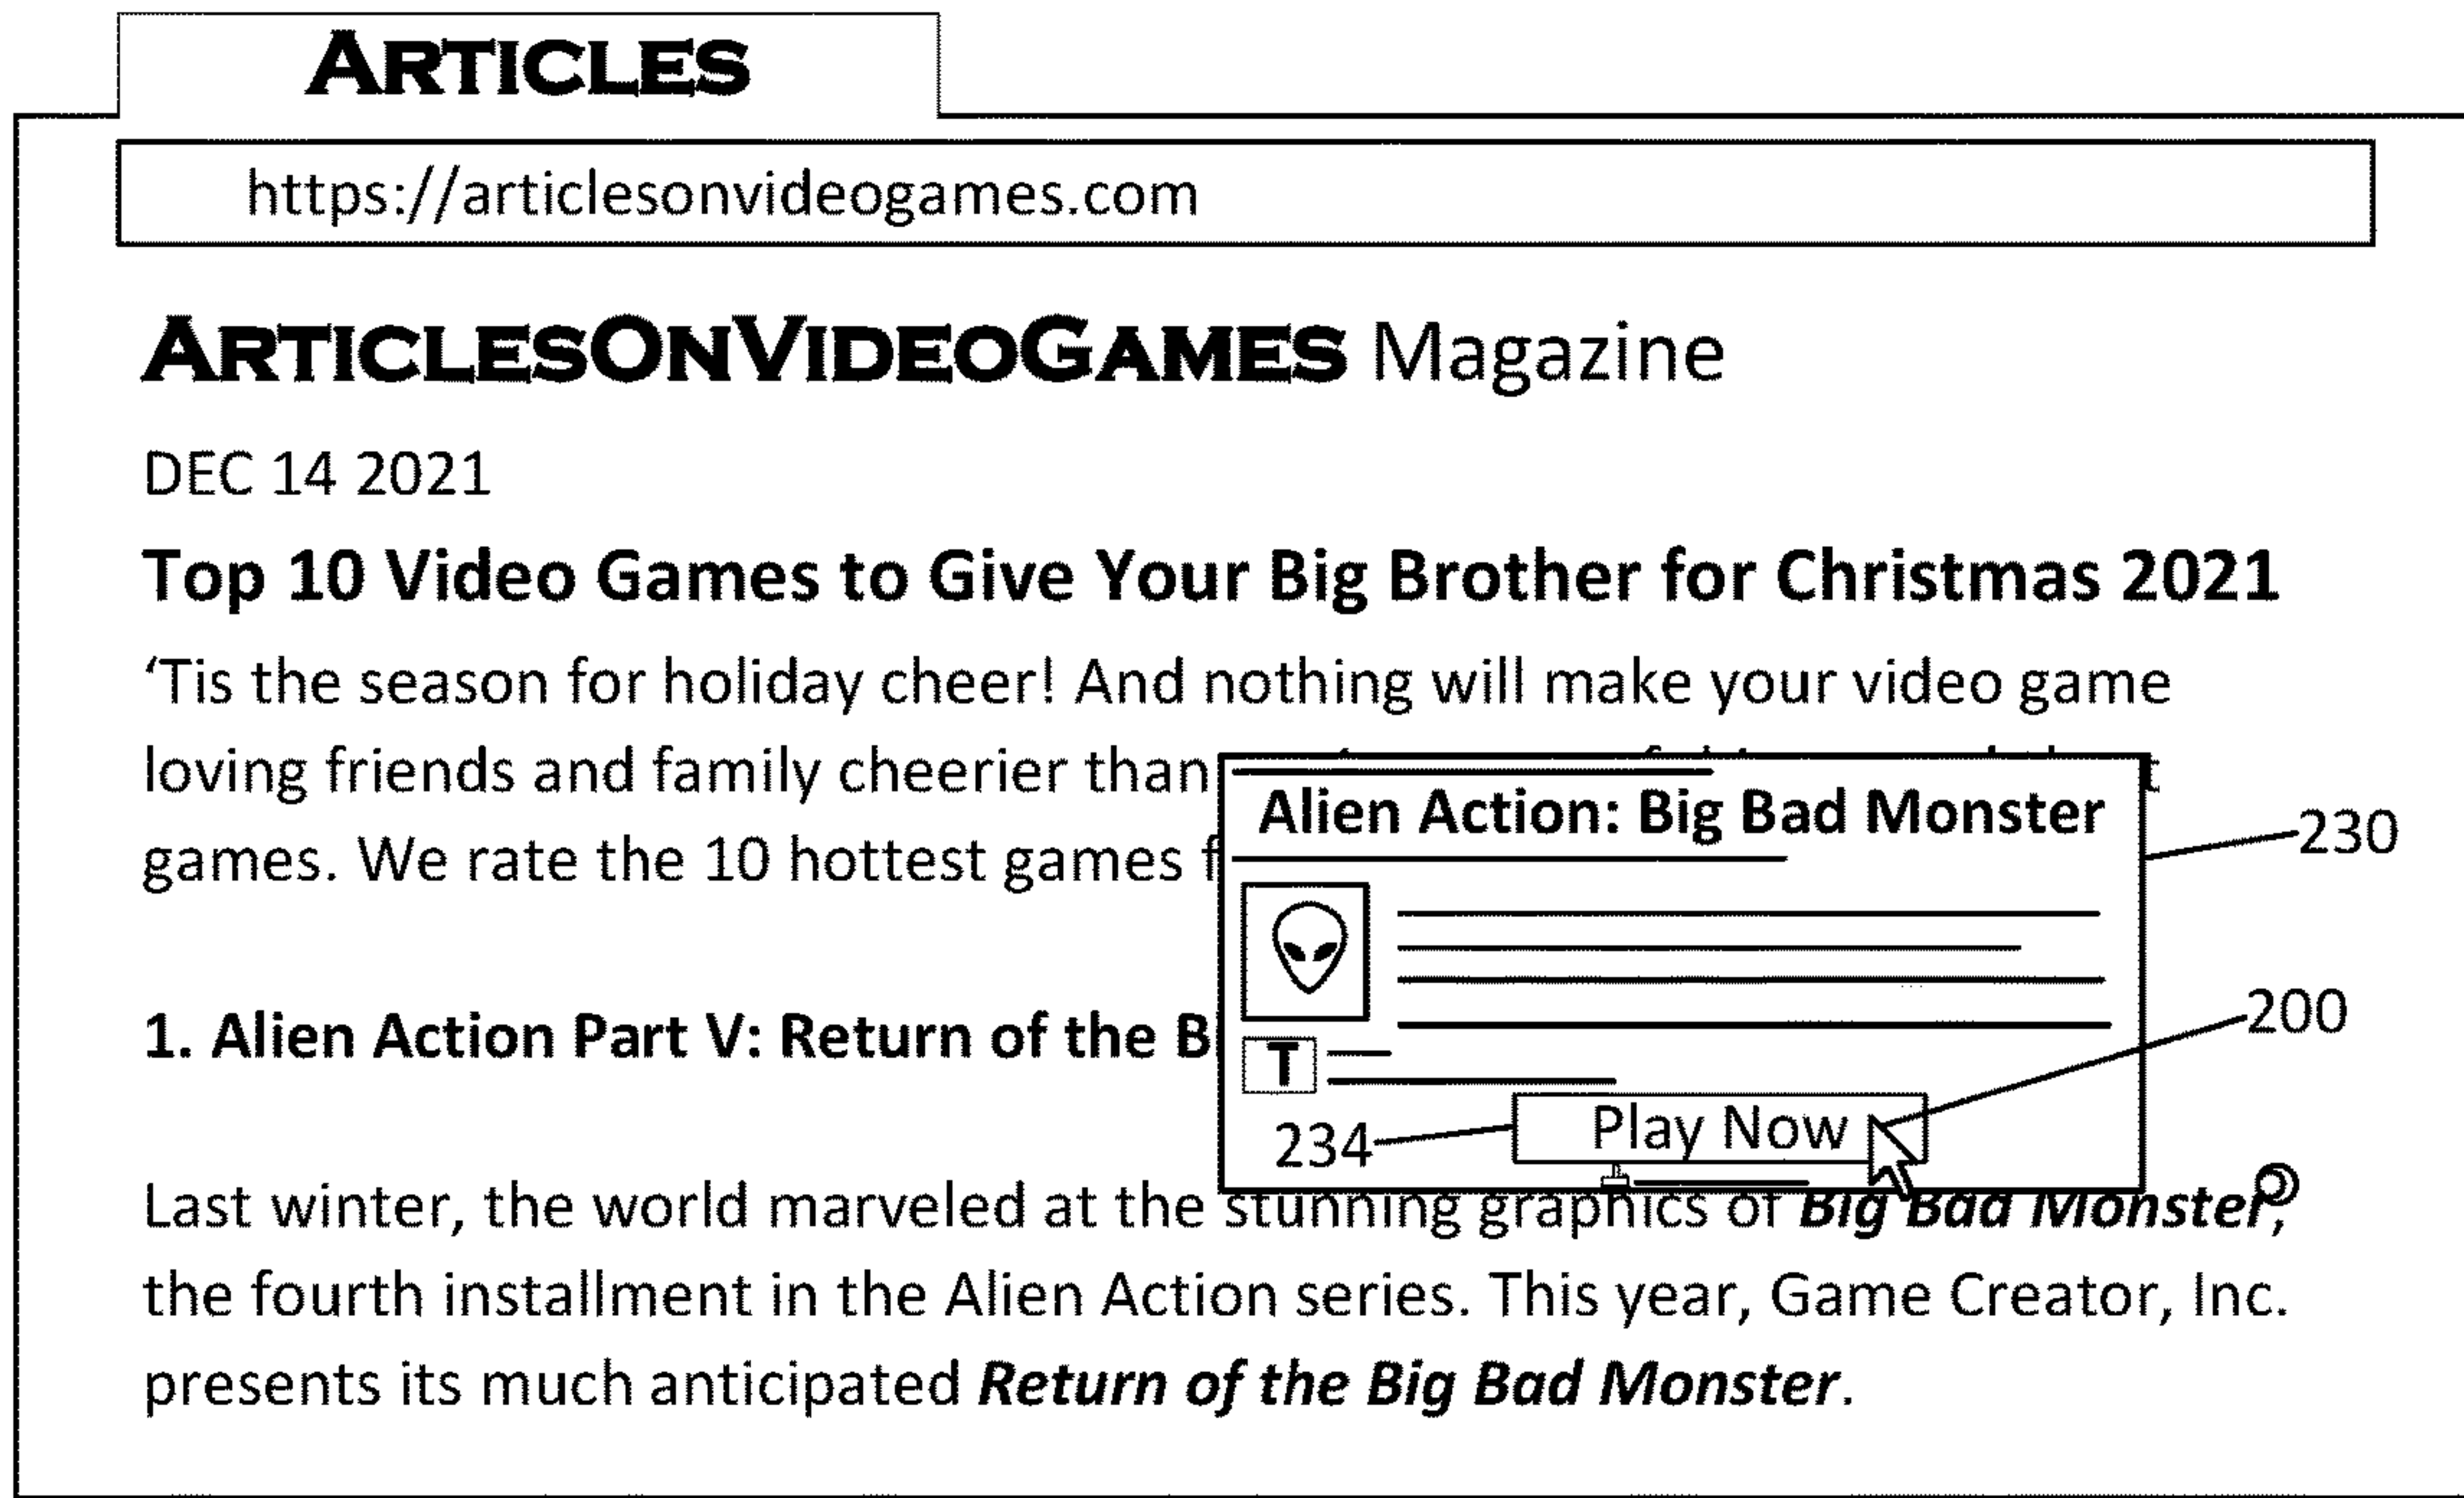 ARTICLES
https://articlesonvideogames.com
ARTICLESONVIDEOGAMES Magazine
DEC 14 2021
Top 10 Video Games to Give Your Big Brother for Christmas 2021
‘Tis the season for holiday cheer! And nothing will make your video game
loving friends and family cheerier than
games. We rate the 10 hottest games
Alien Action: Big Bad Monster
230
1. Alien Action Part V: Return of the
T
200
Play Now
234
Last winter, the world marveled at the stunning graphics of Big Bad Monster,
the fourth installment in the Alien Action series. This year, Game Creator, Inc.
presents its much anticipated Return of the Big Bad Monster.